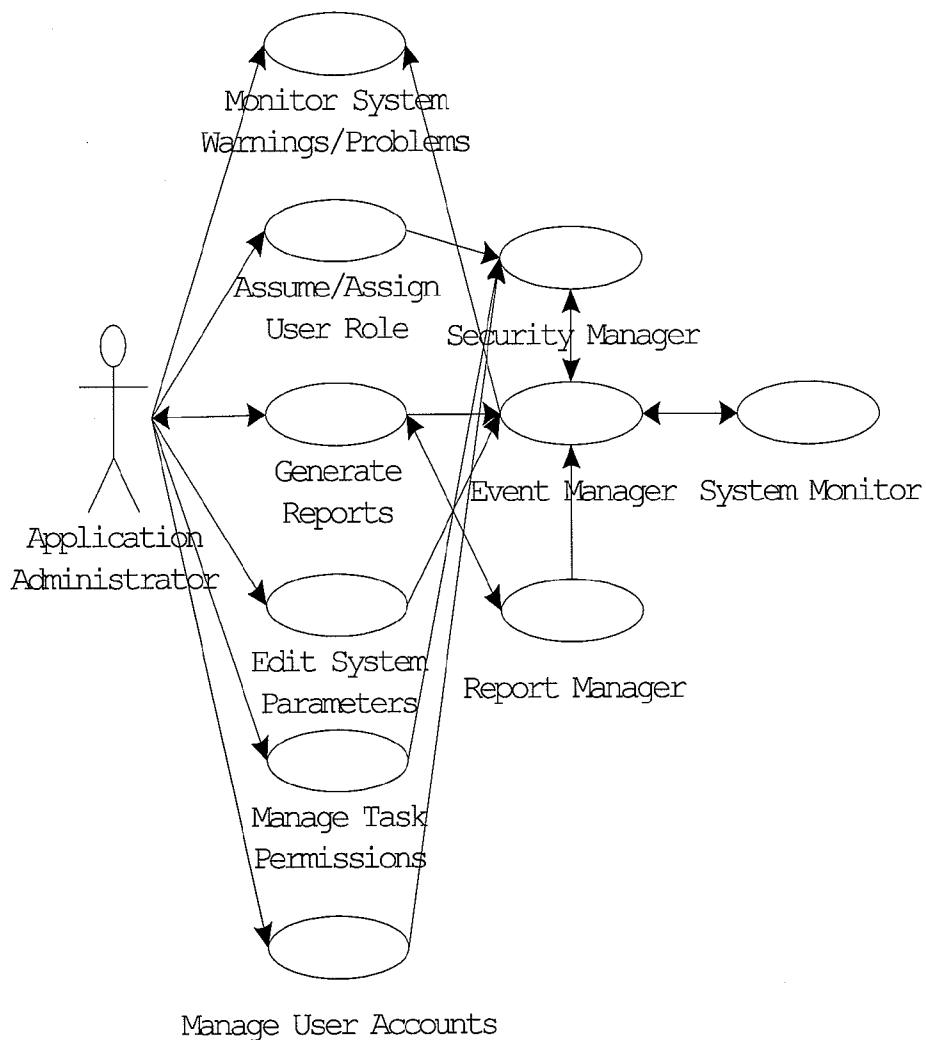 Monitor System
Warnings/Problems
Assume/Assign
User Role
Security Manager
Generate
Reports
Event Manager
System Monitor
Application
Administrator
Edit System
Parameters
Report Manager
Manage Task
Permissions
Manage User Accounts